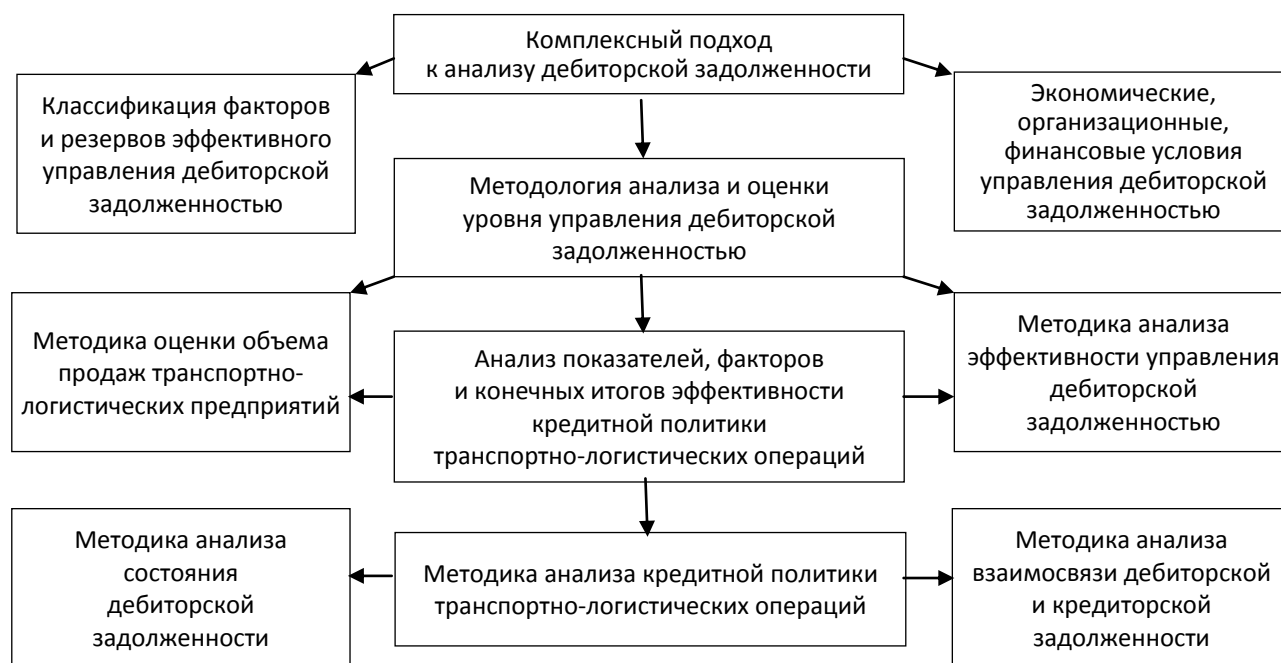 Комплексный подход
к анализу дебиторской задолженности
Классификация факторов
и резервов эффективного
управления дебиторской
задолженностью
Экономические,
организационные,
финансовые условия
управления дебиторской
задолженностью
Методология анализа и оценки
уровня управления дебиторской
задолженностью
Методика оценки объема
продаж транспортно-
логистических предприятий
Анализ показателей, факторов
и конечных итогов эффективности
кредитной политики
транспортно-логистических операций
Методика анализа
эффективности управления
дебиторской
задолженностью
Методика анализа
состояния
дебиторской
задолженности
Методика анализа кредитной политики
транспортно-логистических операций
Методика анализа
взаимосвязи дебиторской
и кредиторской
задолженности